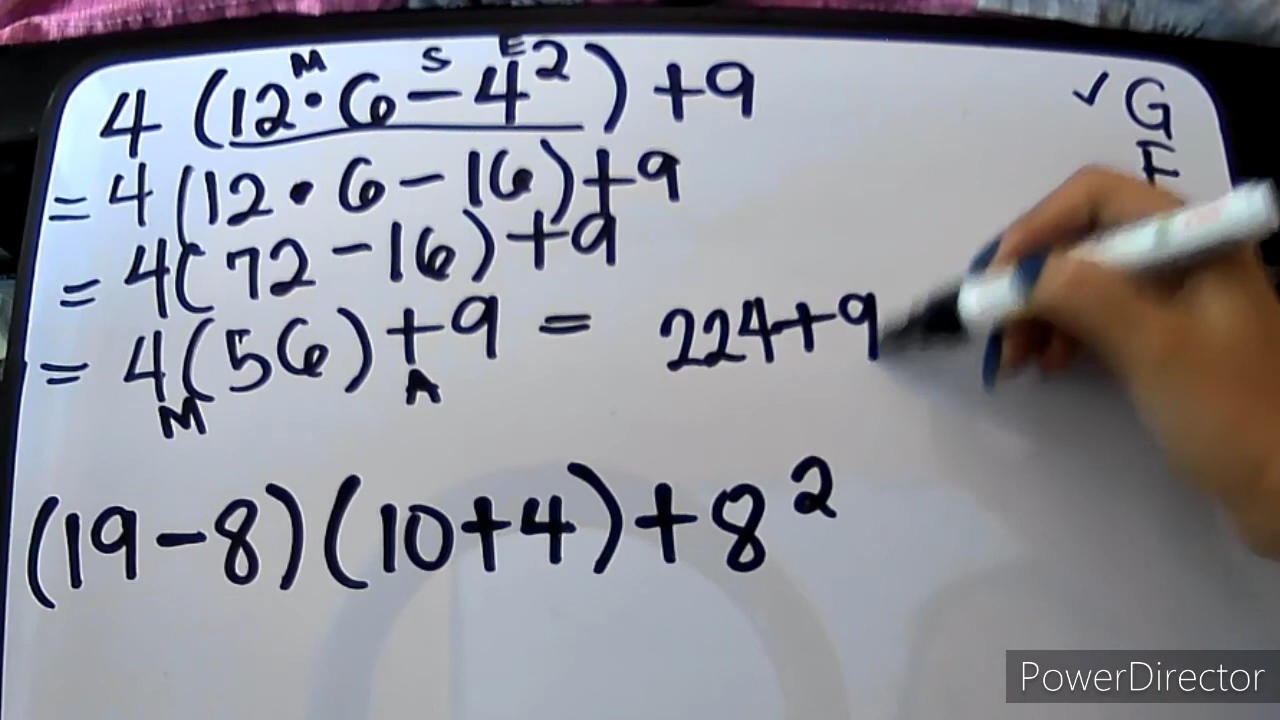 M S E
4 (12·6-4²) +9
= 4(12·6-16)+9
= 4(72-16)+9
= 4(56)+9 = 224+9
M A
(19-8)(10+4)+8²
✓ G
E
PowerDirector